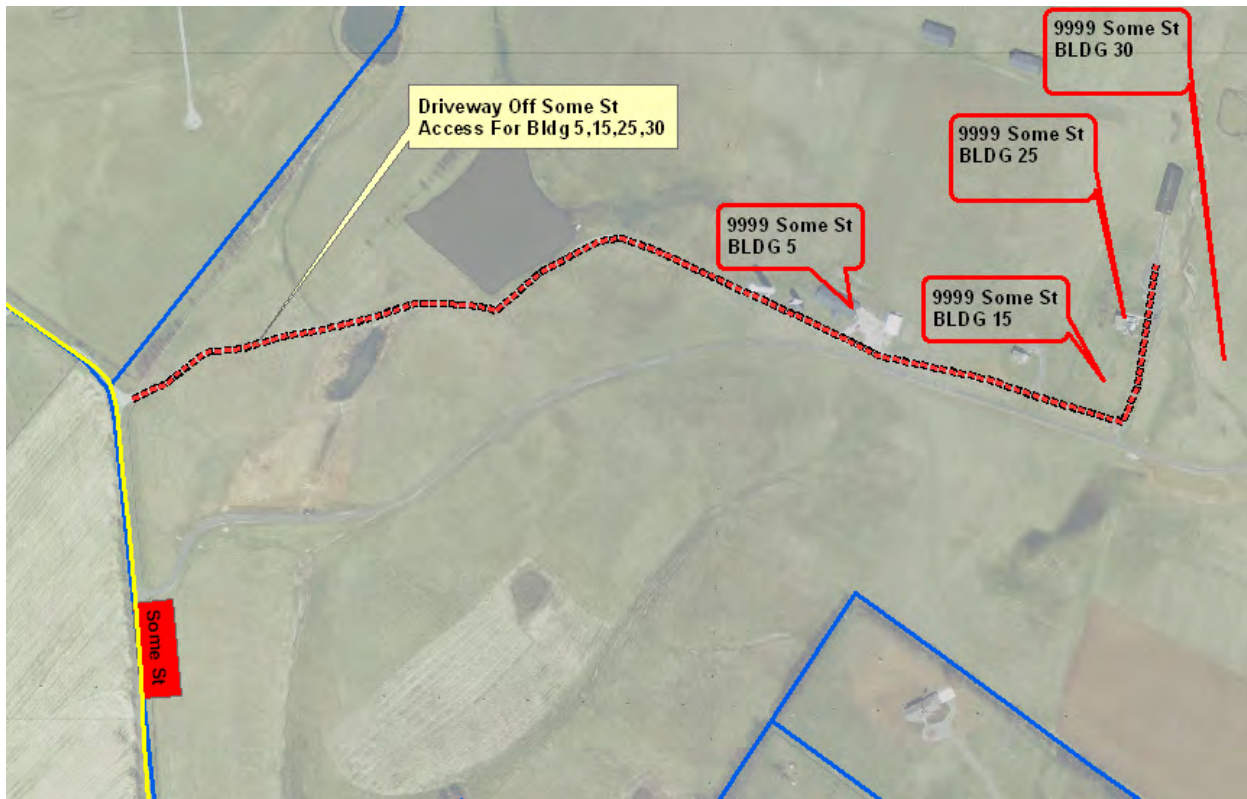 9999 Some St
BLDG 30
Driveway Off Some St
Access For Bldg 5,15,25,30
9999 Some St
BLDG 25
9999 Some St
BLDG 5
9999 Some St
BLDG 15
Some St